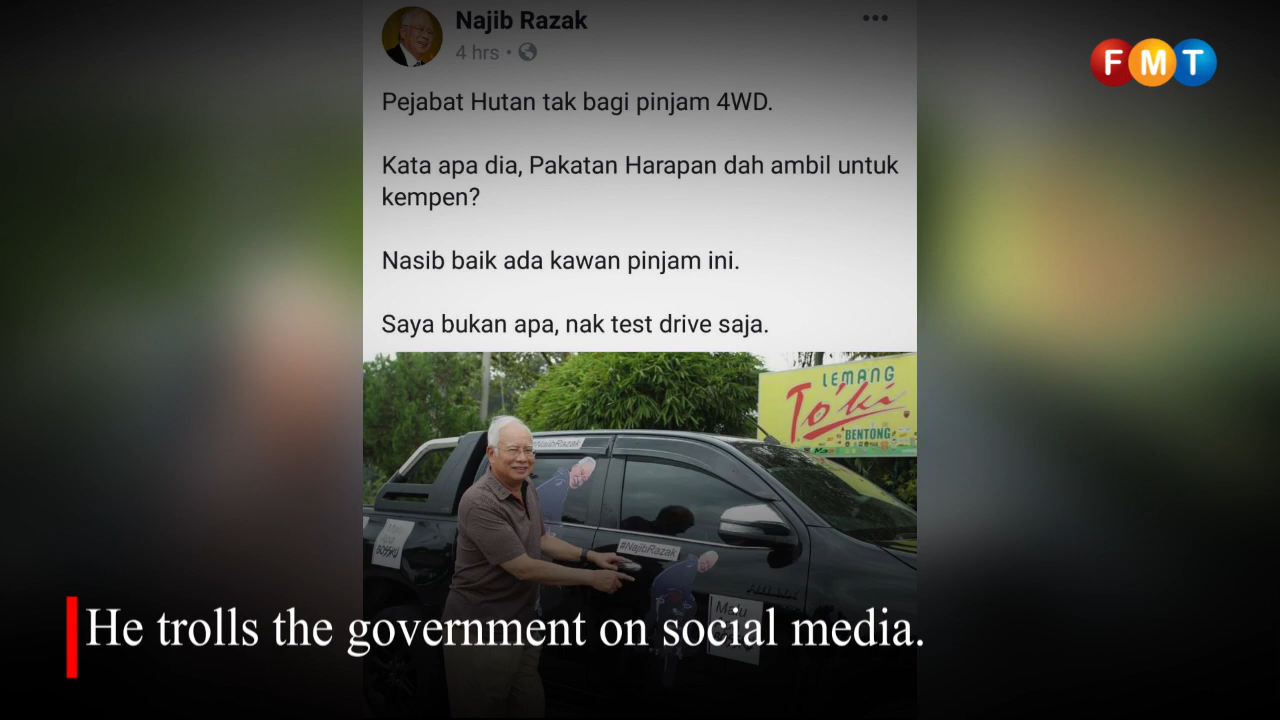 Najib Razak
4 hrs
FMT
Pejabat Hutan tak bagi pinjam 4WD.
Kata apa dia, Pakatan Harapan dah ambil untuk
kempen?
Nasib baik ada kawan pinjam ini.
Saya bukan apa, nak test drive saja.
LEMANG
To'ki
BENTONG
#NajibRazak
BOSSKU
#NajibRazak
Malu
He trolls the government on social media.